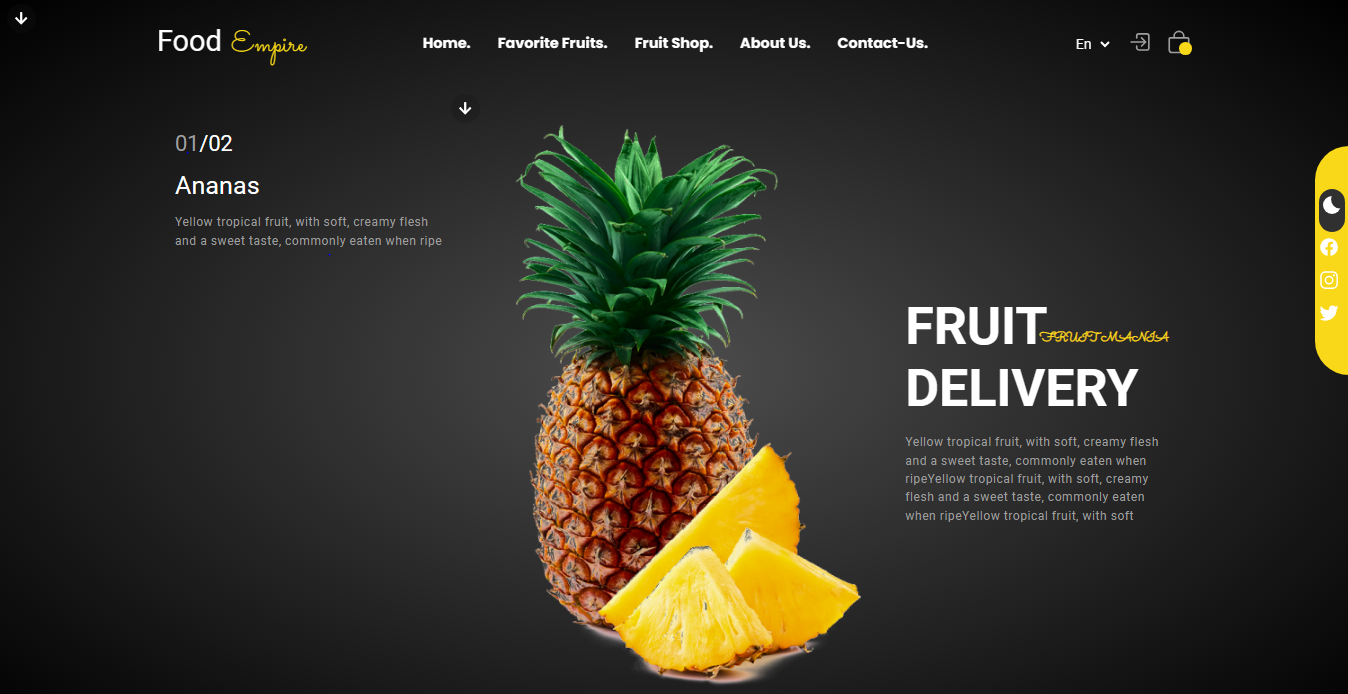 Food Empire
Home. Favorite Fruits. Fruit Shop. About Us. Contact-Us.
En
01/02
Ananas
Yellow tropical fruit, with soft, creamy flesh
and a sweet taste, commonly eaten when ripe
FRUIT FRUITMANIA
DELIVERY
Yellow tropical fruit, with soft, creamy flesh
and a sweet taste, commonly eaten when
ripeYellow tropical fruit, with soft, creamy
flesh and a sweet taste, commonly eaten
when ripeYellow tropical fruit, with soft